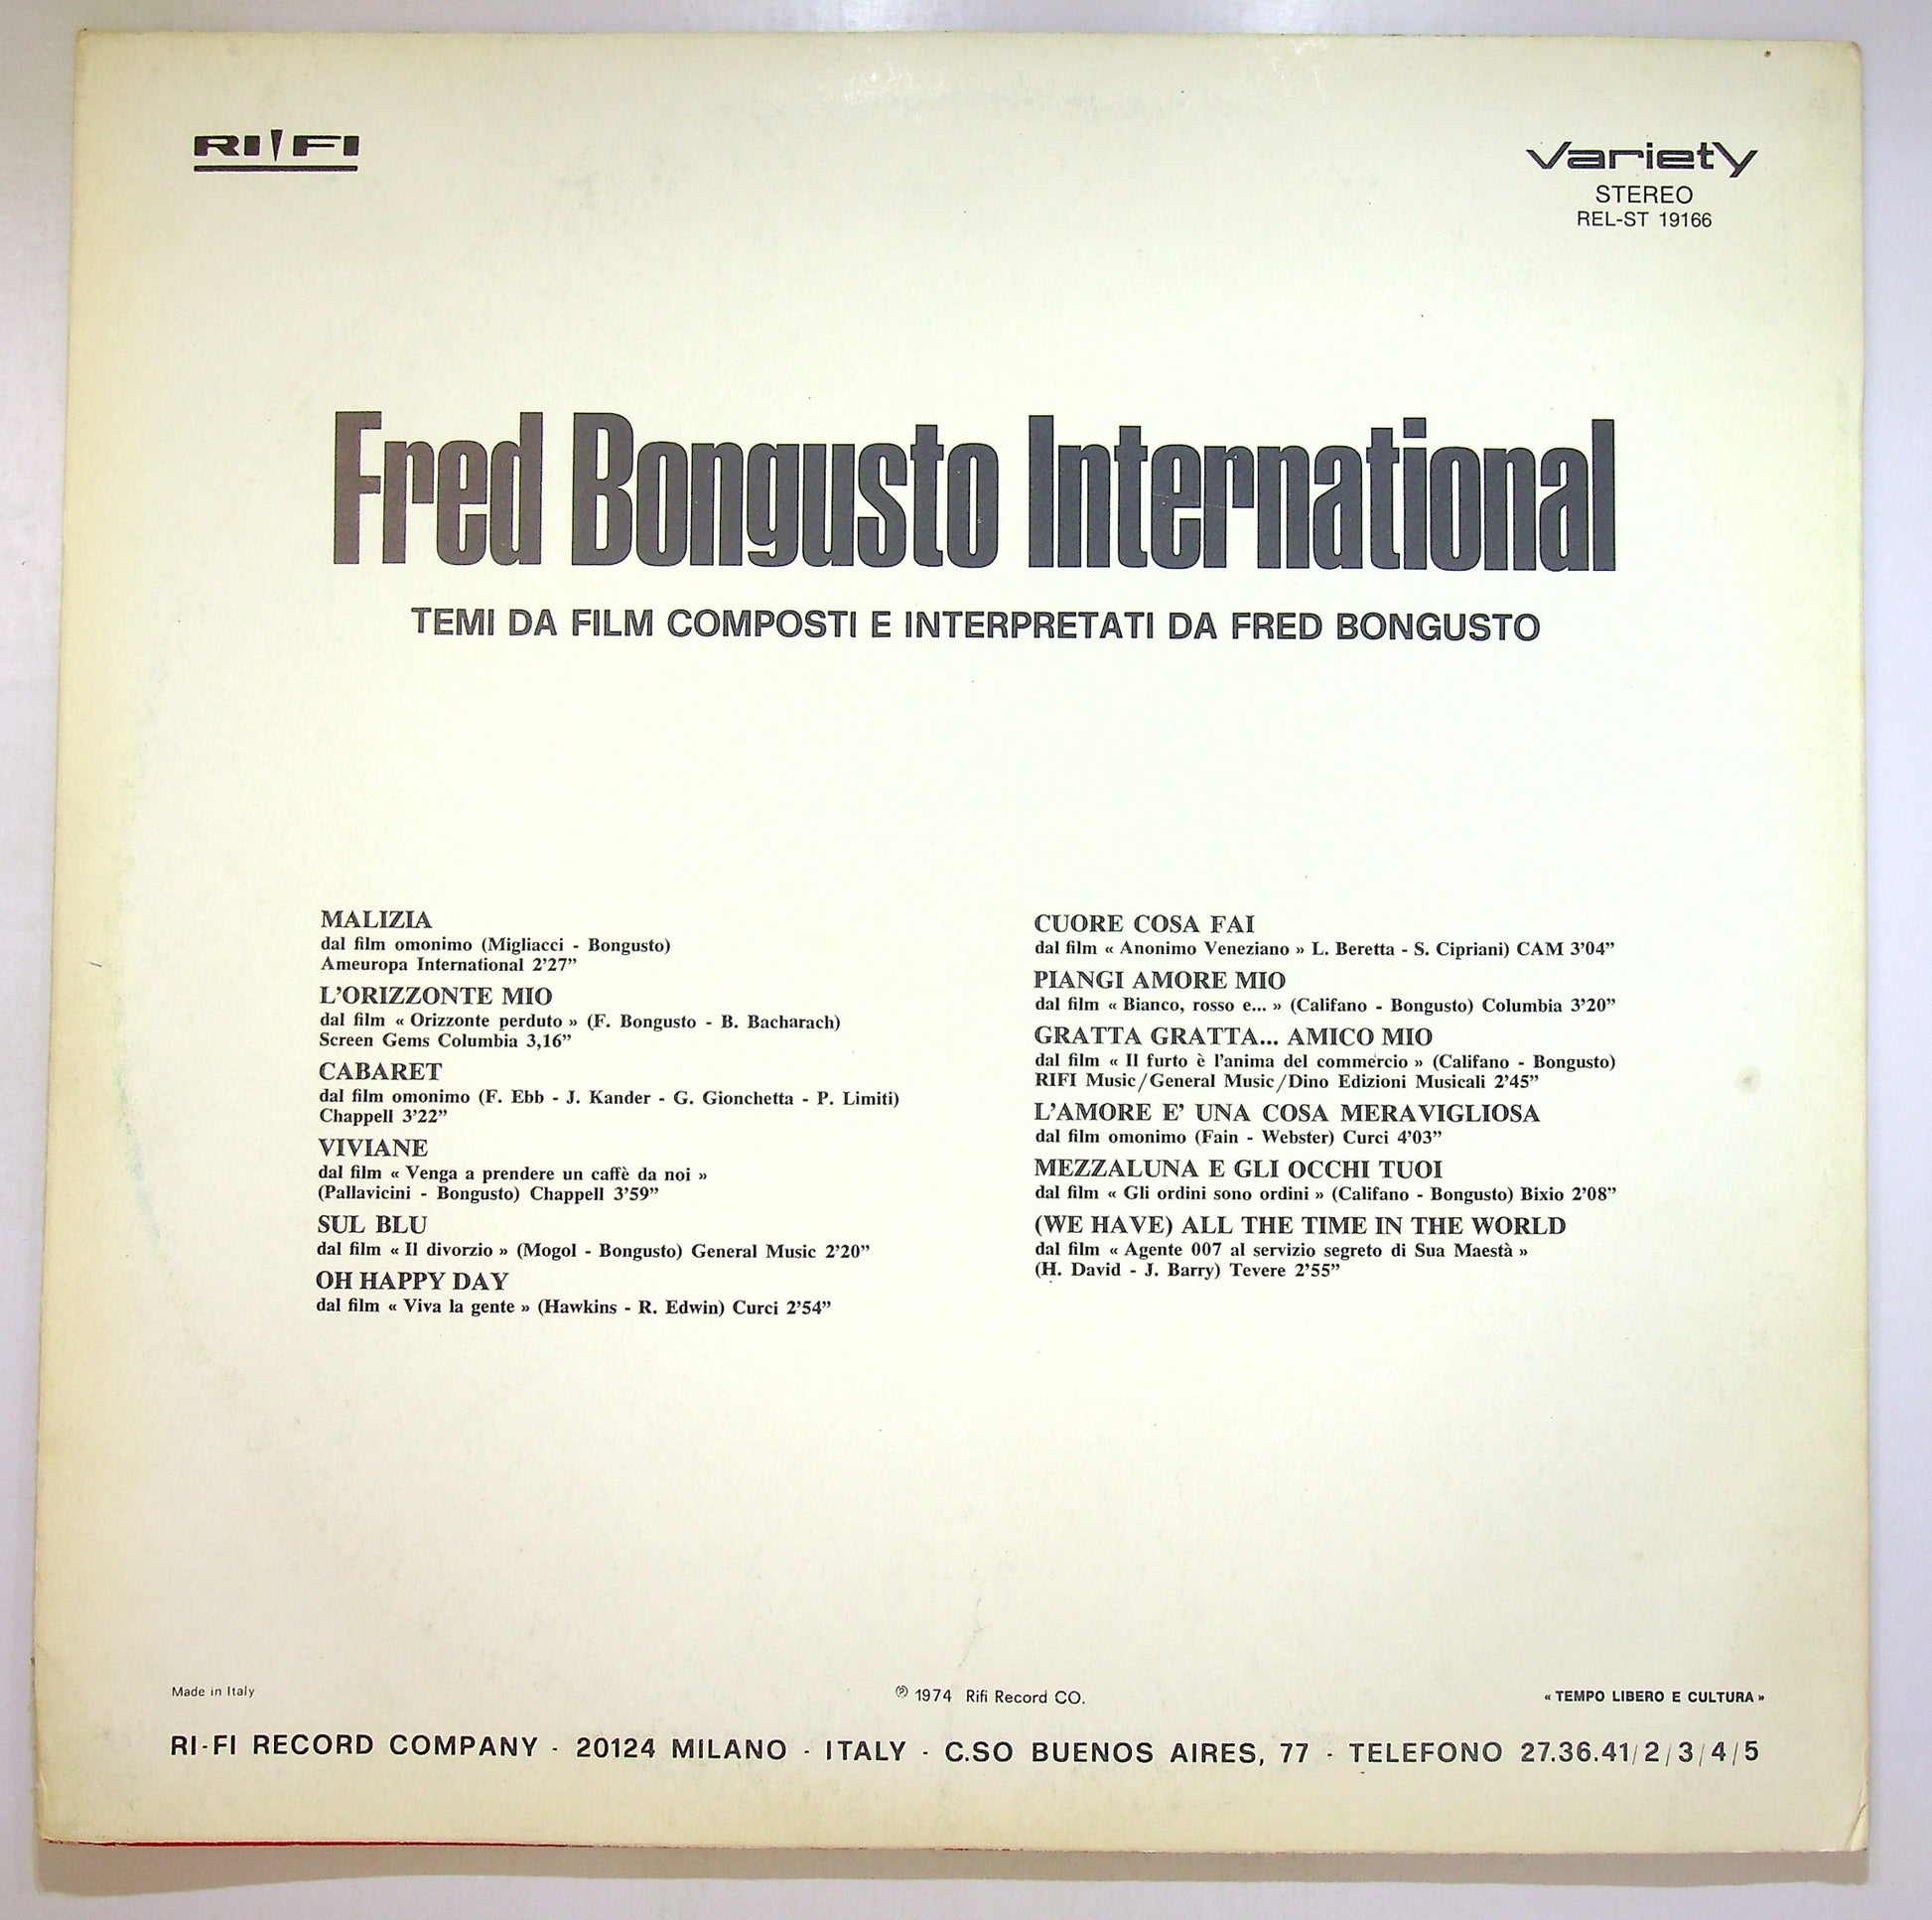 RI-FI
Variety
STEREO
REL-ST 19166
Fred Bongusto International
TEMI DA FILM COMPOSTI E INTERPRETATI DA FRED BONGUSTO
MALIZIA
dal film omonimo (Migliacci - Bongusto)
Ameuropa International 2'27”
L'ORIZZONTE MIO
dal film « Orizzonte perduto » (F. Bongusto - B. Bacharach)
Screen Gems Columbia 3,16”
CABARET
dal film omonimo (F. Ebb - J. Kander - G. Gionchetta - P. Limiti)
Chappell 3'22”
VIVIANE
dal film « Venga a prendere un caffè da noi »
(Pallavicini - Bongusto) Chappell 3'59”
SUL BLU
dal film « Il divorzio » (Mogol - Bongusto) General Music 2'20”
OH HAPPY DAY
dal film « Viva la gente » (Hawkins - R. Edwin) Curci 2'54”
CUORE COSA FAI
dal film « Anonimo Veneziano » L. Beretta - S. Cipriani) CAM 3'04”
PIANGI AMORE MIO
dal film « Bianco, rosso e... » (Califano - Bongusto) Columbia 3'20”
GRATTA GRATTA... AMICO MIO
dal film « Il furto è l'anima del commercio » (Califano - Bongusto)
RIFI Music/General Music/Dino Edizioni Musicali 2'45”
L'AMORE E' UNA COSA MERAVIGLIOSA
dal film omonimo (Fain - Webster) Curci 4'03”
MEZZALUNA E GLI OCCHI TUOI
dal film « Gli ordini sono ordini » (Califano - Bongusto) Bixio 2'08”
(WE HAVE) ALL THE TIME IN THE WORLD
dal film « Agente 007 al servizio segreto di Sua Maestà »
(H. David - J. Barry) Tevere 2'55”
Made in Italy
℗ 1974 Rifi Record CO.
« TEMPO LIBERO E CULTURA »
RI-FI RECORD COMPANY - 20124 MILANO - ITALY - C.SO BUENOS AIRES, 77 - TELEFONO 27.36.41/2/3/4/5